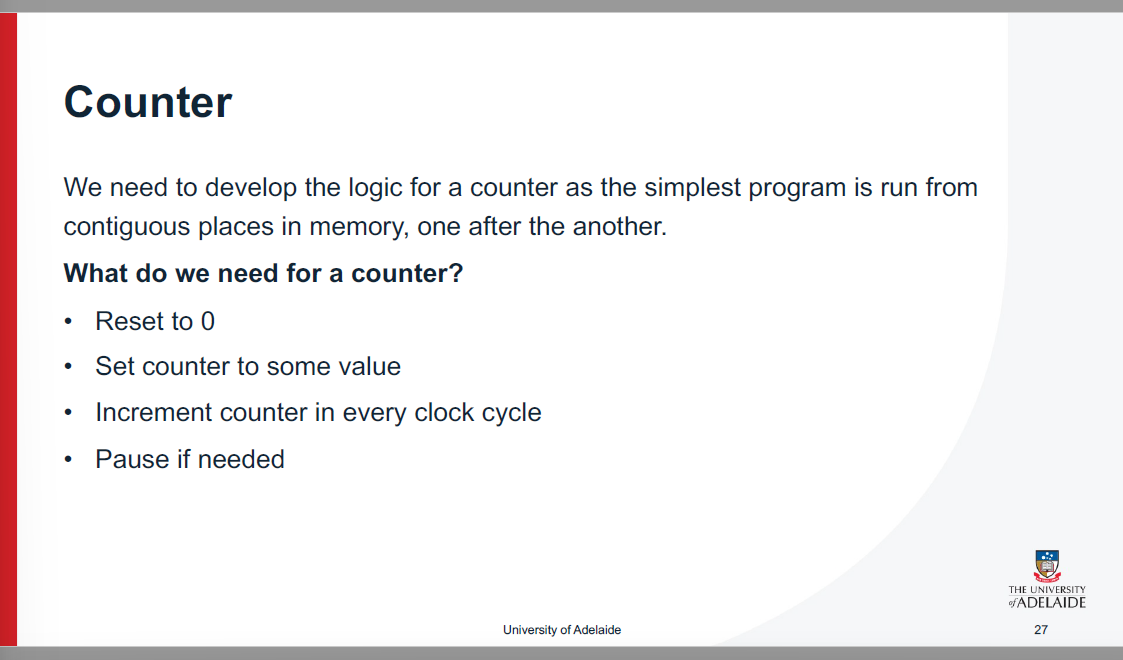 Counter
We need to develop the logic for a counter as the simplest program is run from
contiguous places in memory, one after the another.
What do we need for a counter?
• Reset to 0
• Set counter to some value
• Increment counter in every clock cycle
• Pause if needed
THE UNIVERSITY
of ADELAIDE
University of Adelaide
27